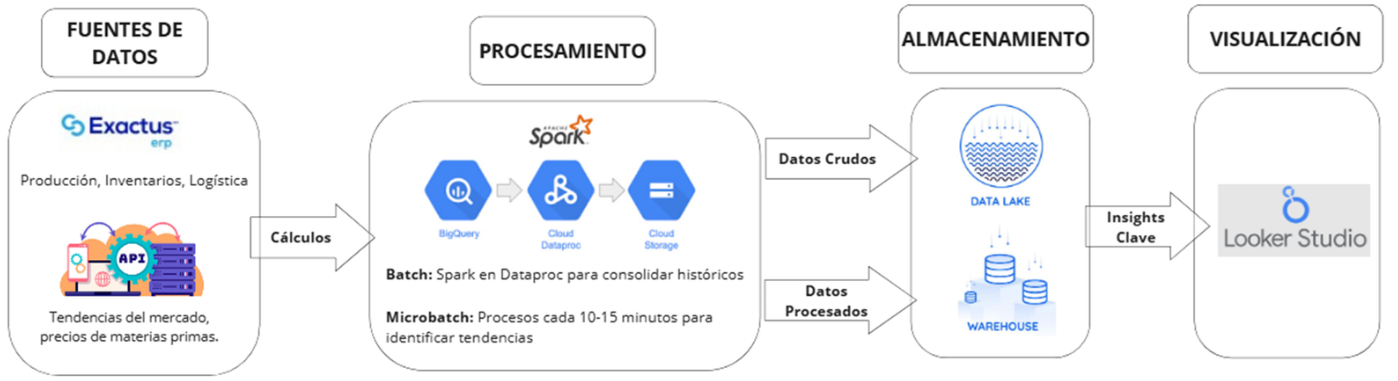 FUENTES DE
DATOS
Exactus
erp
Producción, Inventarios, Logística
API
Tendencias del mercado,
precios de materias primas.
Cálculos
PROCESAMIENTO
APACHE
Spark
BigQuery
Cloud
Dataproc
Cloud
Storage
Batch: Spark en Dataproc para consolidar históricos
Microbatch: Procesos cada 10-15 minutos para
identificar tendencias
Datos Crudos
Datos
Procesados
ALMACENAMIENTO
DATA LAKE
WAREHOUSE
Insights
Clave
VISUALIZACIÓN
Looker Studio